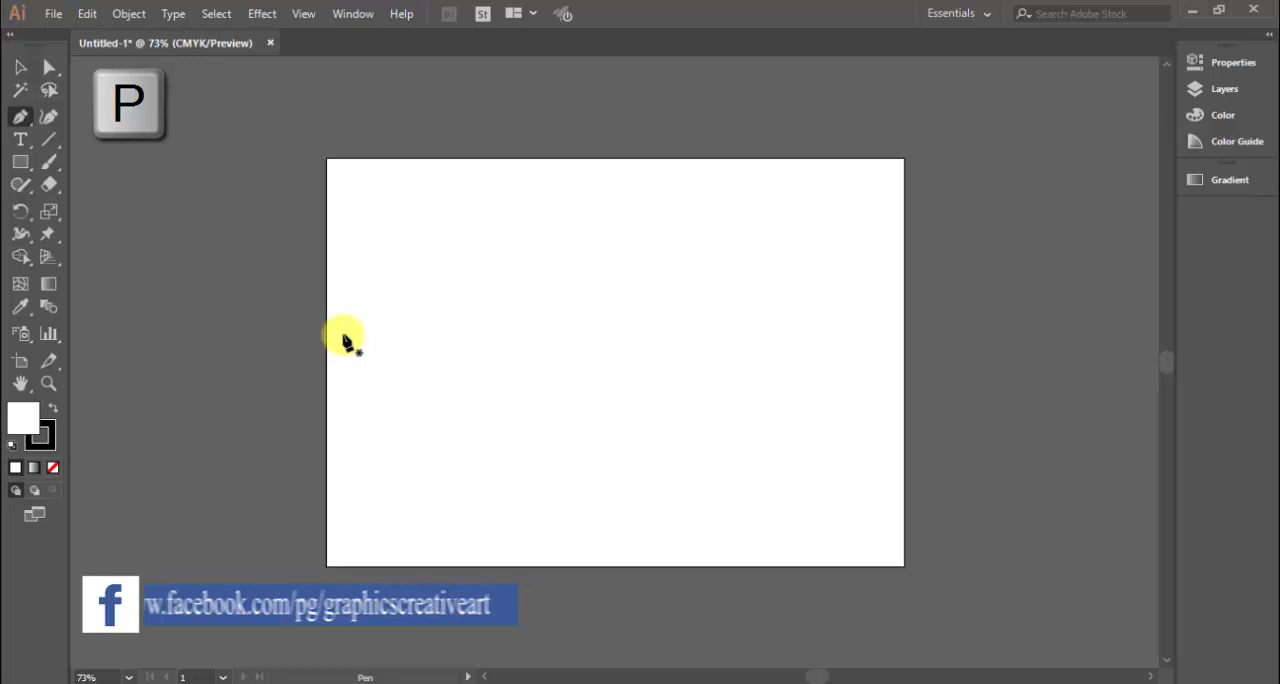 Ai File Edit Object Type Select Effect View Window Help Br St Essentials Search Adobe Stock
Untitled-1* @ 73% (CMYK/Preview) ×
P
Properties
Layers
Color
Color Guide
Gradient
T
f w.facebook.com/pg/graphicscreativeart
73% 1 Pen